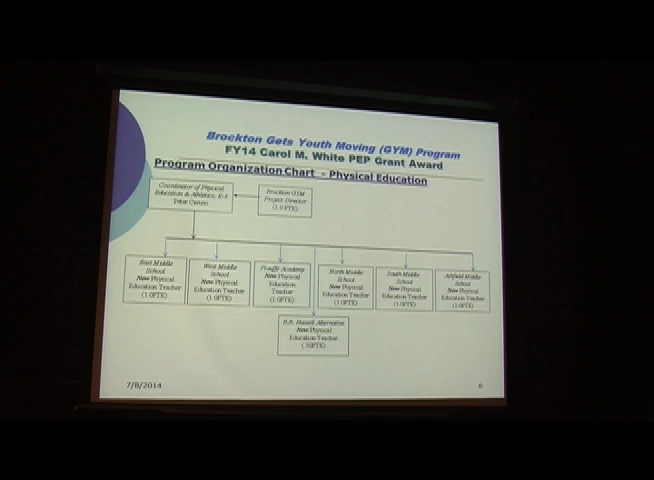 Brockton Gets Youth Moving (GYM) Program
FY14 Carol M. White PEP Grant Award
Program Organization Chart - Physical Education
Coordinator of Physical
Education & Athletics, K-8
Peter Caruso
Brockton GYM
Project Director
(1.0 FTE)
East Middle
School
New Physical
Education Teacher
(1.0FTE)
West Middle
School
New Physical
Education Teacher
(1.0FTE)
Plouffe Academy
New Physical
Education
Teacher
(1.0FTE)
North Middle
School
New Physical
Education Teacher
(1.0FTE)
South Middle
School
New Physical
Education Teacher
(1.0FTE)
Ashfield Middle
School
New Physical
Education Teacher
(1.0FTE)
B.B. Russell Alternative
New Physical
Education Teacher
(.50FTE)
7/8/2014
6